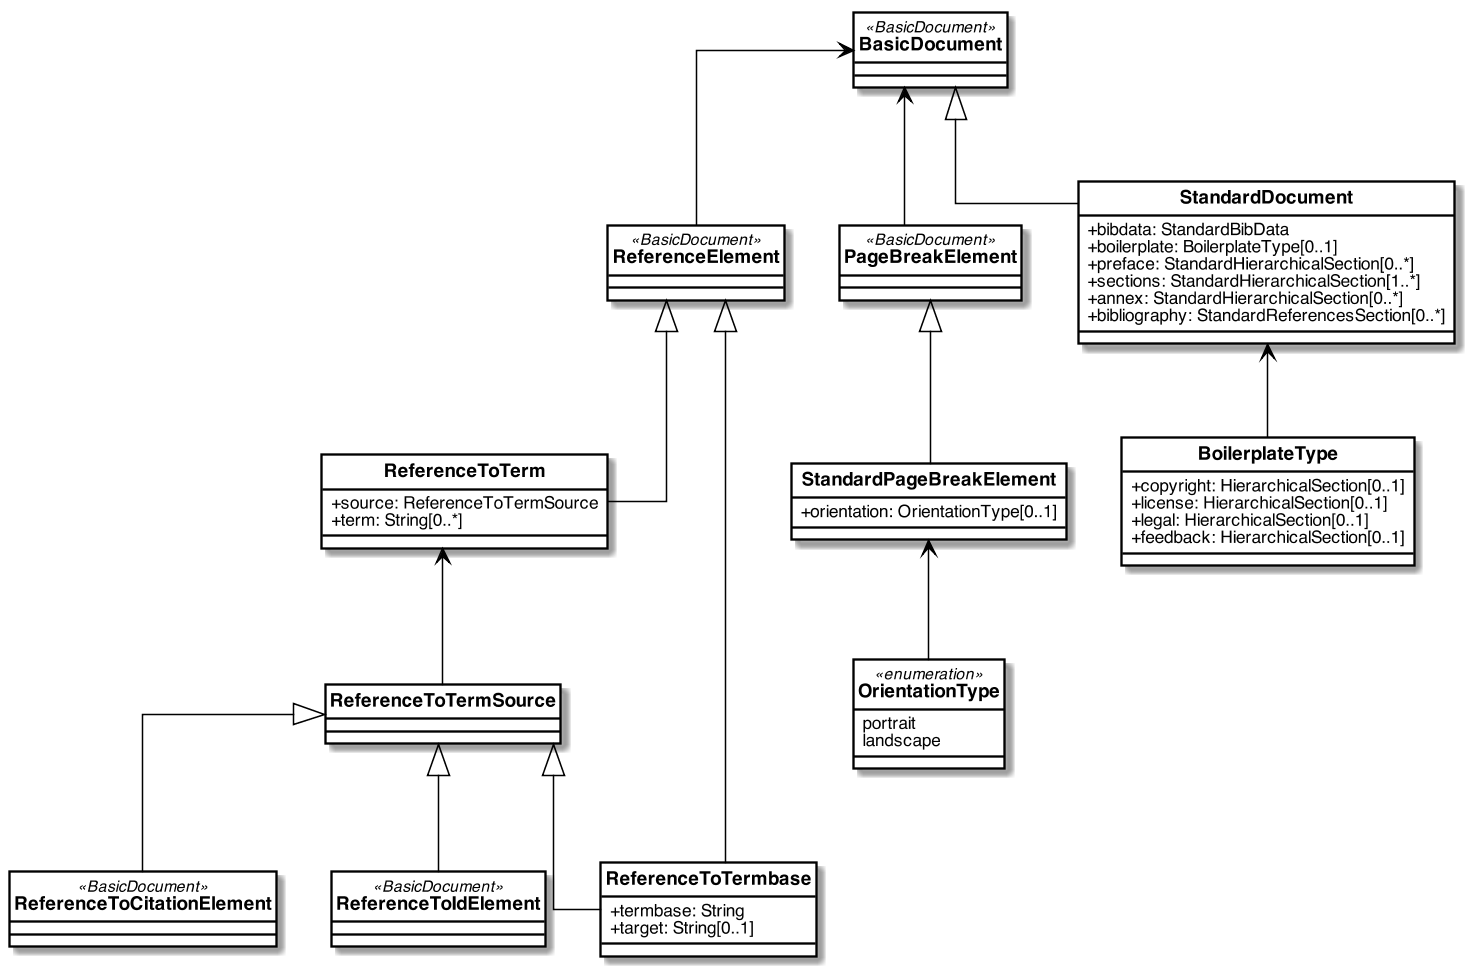 «BasicDocument»
BasicDocument
StandardDocument
+bibdata: StandardBibData
+boilerplate: BoilerplateType[0..1]
+preface: StandardHierarchicalSection[0..*]
+sections: StandardHierarchicalSection[1..*]
+annex: StandardHierarchicalSection[0..*]
+bibliography: StandardReferencesSection[0..*]
«BasicDocument»
ReferenceElement
«BasicDocument»
PageBreakElement
BoilerplateType
+copyright: HierarchicalSection[0..1]
+license: HierarchicalSection[0..1]
+legal: HierarchicalSection[0..1]
+feedback: HierarchicalSection[0..1]
ReferenceToTerm
+source: ReferenceToTermSource
+term: String[0..*]
StandardPageBreakElement
+orientation: OrientationType[0..1]
«enumeration»
OrientationType
portrait
landscape
ReferenceToTermSource
«BasicDocument»
ReferenceToCitationElement
«BasicDocument»
ReferenceToIdElement
ReferenceToTermbase
+termbase: String
+target: String[0..1]